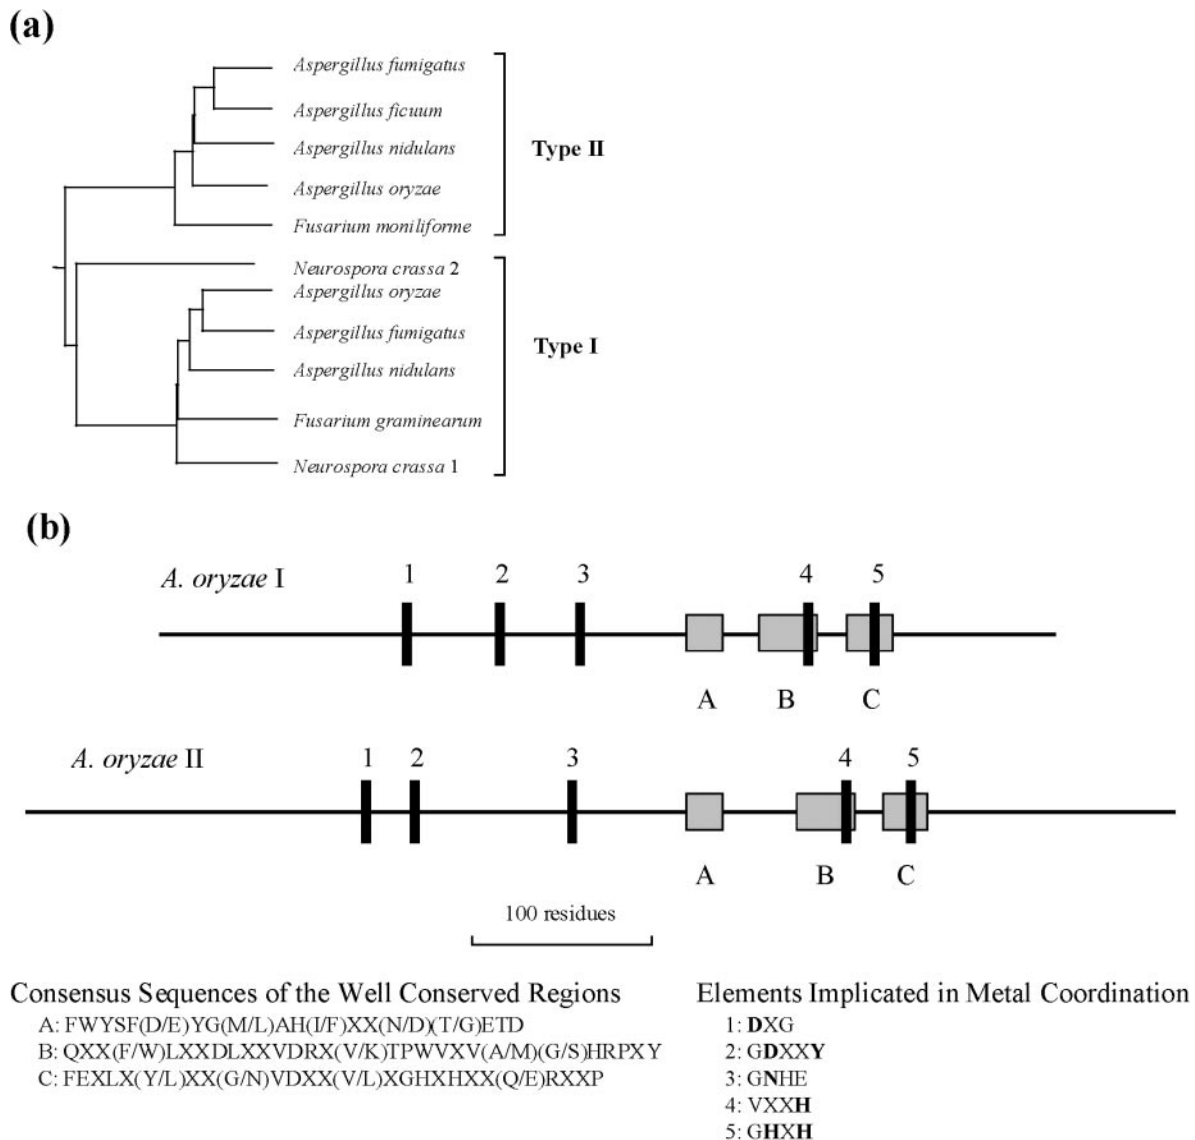 (a)
Aspergillus fumigatus
Aspergillus ficuum
Aspergillus nidulans
Aspergillus oryzae
Fusarium moniliforme
Type II
Neurospora crassa 2
Aspergillus oryzae
Aspergillus fumigatus
Aspergillus nidulans
Fusarium graminearum
Neurospora crassa 1
Type I
(b)
A. oryzae I
1 2 3 4 5
A B C
A. oryzae II
1 2 3 4 5
A B C
100 residues
Consensus Sequences of the Well Conserved Regions
A: FWYSF(D/E)YG(M/L)AH(I/F)XX(N/D)(T/G)ETD
B: QXX(F/W)LXXDLXXVDRX(V/K)TPWVXV(A/M)(G/S)HRPXY
C: FEXLX(Y/L)XX(G/N)VDXX(V/L)XGHXHXX(Q/E)RXXP
Elements Implicated in Metal Coordination
1: DXG
2: GDXXY
3: GNHE
4: VXXH
5: GHXH